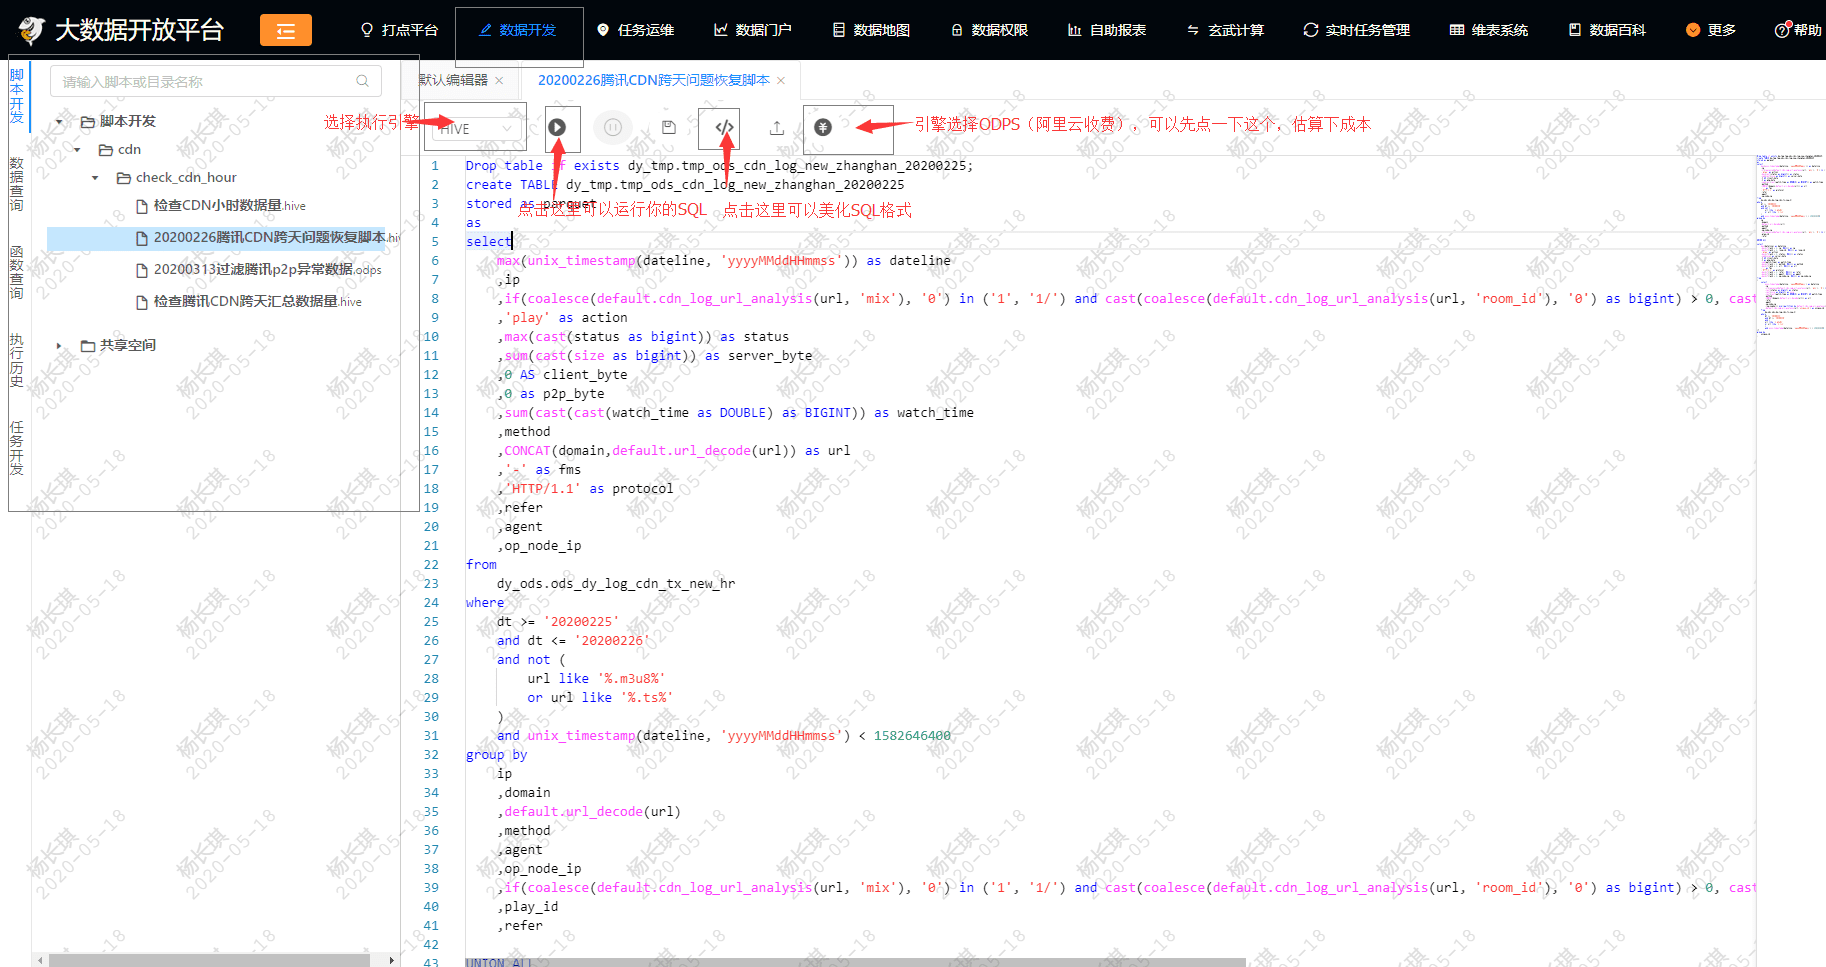 大数据开放平台
打点平台
数据开发
任务运维
数据门户
数据地图
数据权限
自助报表
玄武计算
实时任务管理
维表系统
数据百科
更多
帮助
脚本开发
数据查询
函数查询
执行历史
任务开发
请输入脚本或目录名称
脚本开发
cdn
check_cdn_hour
检查CDN小时数据量.hive
20200226腾讯CDN跨天问题恢复脚本.hi
20200313过滤腾讯p2p异常数据.odps
检查腾讯CDN跨天汇总数据量.hive
共享空间
默认编辑器 ×
20200226腾讯CDN跨天问题恢复脚本 ×
选择执行引擎
HIVE
引擎选择ODPS（阿里云收费），可以先点一下这个，估算下成本
点击这里可以运行你的SQL
点击这里可以美化SQL格式
1 Drop table if exists dy_tmp.tmp_ods_cdn_log_new_zhanghan_20200225;
2 create TABLE dy_tmp.tmp_ods_cdn_log_new_zhanghan_20200225
3 stored as parquet
4 as
5 select
6 max(unix_timestamp(dateline, 'yyyyMMddHHmmss')) as dateline
7 ,ip
8 ,if(coalesce(default.cdn_log_url_analysis(url, 'mix'), '0') in ('1', '1/') and cast(coalesce(default.cdn_log_url_analysis(url, 'room_id'), '0') as bigint) > 0, cast
9 ,'play' as action
10 ,max(cast(status as bigint)) as status
11 ,sum(cast(size as bigint)) as server_byte
12 ,0 AS client_byte
13 ,0 as p2p_byte
14 ,sum(cast(cast(watch_time as DOUBLE) as BIGINT)) as watch_time
15 ,method
16 ,CONCAT(domain,default.url_decode(url)) as url
17 ,'-' as fms
18 ,'HTTP/1.1' as protocol
19 ,refer
20 ,agent
21 ,op_node_ip
22 from
23 dy_ods.ods_dy_log_cdn_tx_new_hr
24 where
25 dt >= '20200225'
26 and dt <= '20200226'
27 and not (
28 url like '%.m3u8%'
29 or url like '%.ts%'
30 )
31 and unix_timestamp(dateline, 'yyyyMMddHHmmss') < 1582646400
32 group by
33 ip
34 ,domain
35 ,default.url_decode(url)
36 ,method
37 ,agent
38 ,op_node_ip
39 ,if(coalesce(default.cdn_log_url_analysis(url, 'mix'), '0') in ('1', '1/') and cast(coalesce(default.cdn_log_url_analysis(url, 'room_id'), '0') as bigint) > 0, cast
40 ,play_id
41 ,refer
42
43 UNION ALL
杨长琪
2020-05-18